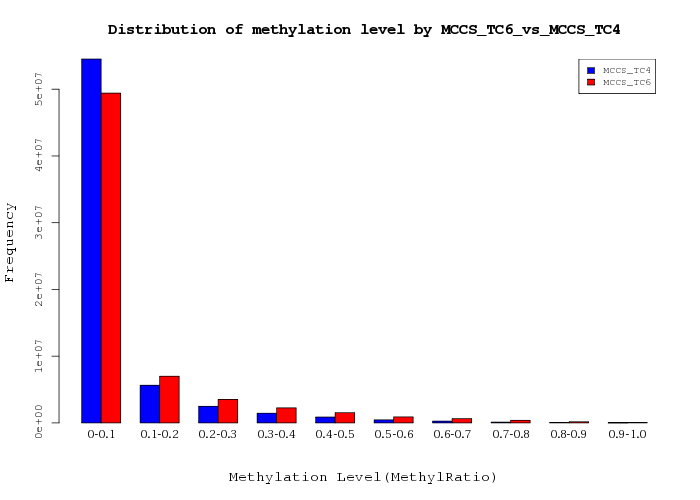 Distribution of methylation level by MCCS_TC6_vs_MCCS_TC4
MCCS_TC4
MCCS_TC6
5e+07
4e+07
3e+07
2e+07
1e+07
0e+00
Frequency
0-0.1 0.1-0.2 0.2-0.3 0.3-0.4 0.4-0.5 0.5-0.6 0.6-0.7 0.7-0.8 0.8-0.9 0.9-1.0
Methylation Level(MethylRatio)